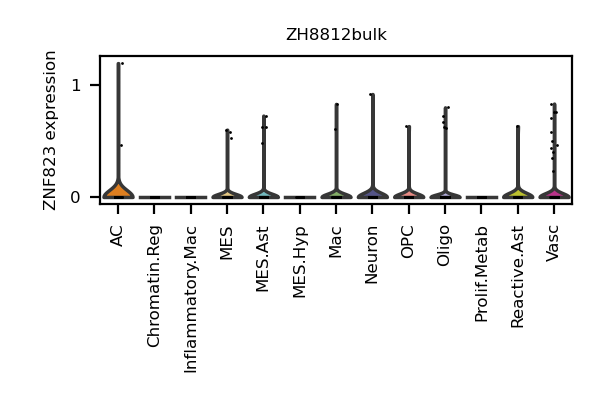 ZH8812bulk
ZNF823 expression
1
0
AC
Chromatin.Reg
Inflammatory.Mac
MES
MES.Ast
MES.Hyp
Mac
Neuron
OPC
Oligo
Prolif.Metab
Reactive.Ast
Vasc